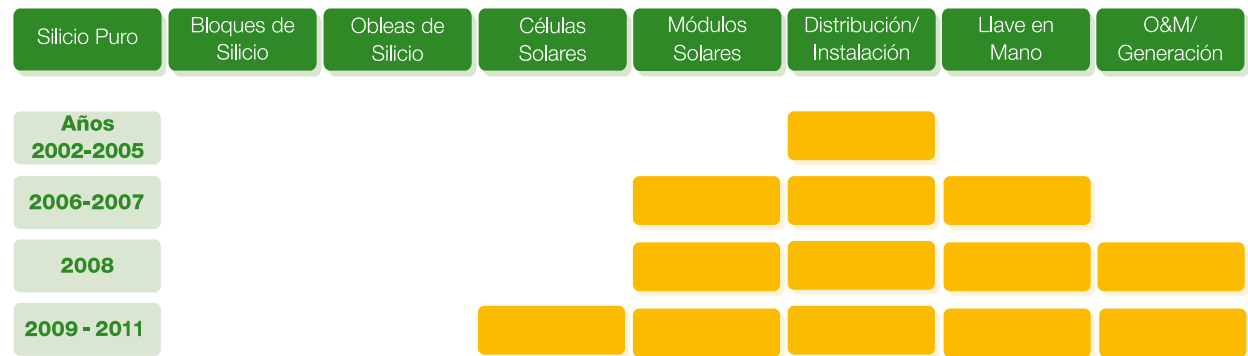 Silicio Puro
Bloques de
Silicio
Obleas de
Silicio
Células
Solares
Módulos
Solares
Distribución/
Instalación
Llave en
Mano
O&M/
Generación
Años
2002-2005
2006-2007
2008
2009 - 2011